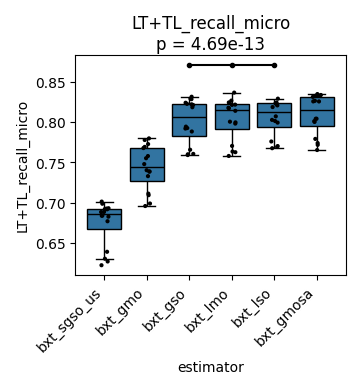 LT+TL_recall_micro
p = 4.69e-13
LT+TL_recall_micro
0.85
0.80
0.75
0.70
0.65
bxt_sgso_us
bxt_gmo
bxt_gso
bxt_lmo
bxt_lso
bxt_gmosa
estimator